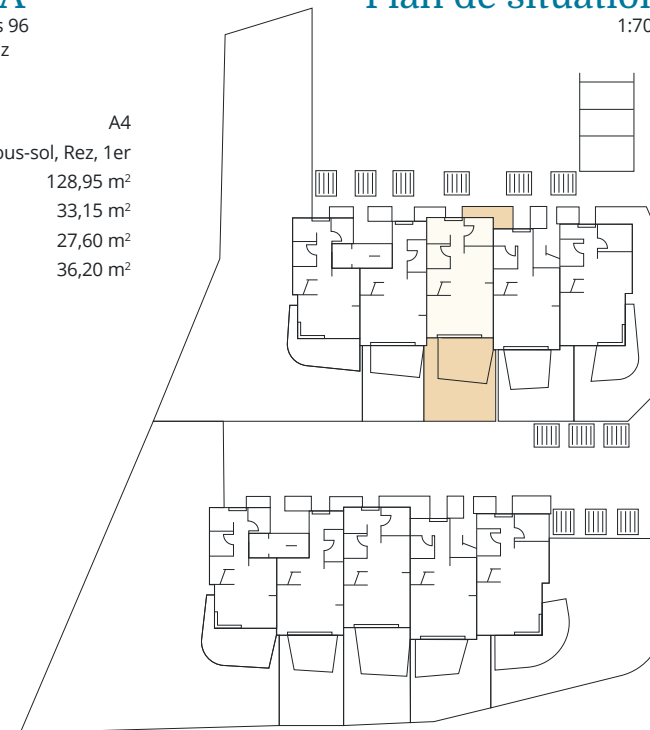 A
Plan de situation
s 96
1:70
z
A4
ous-sol, Rez, 1er
128,95 m²
33,15 m²
27,60 m²
36,20 m²